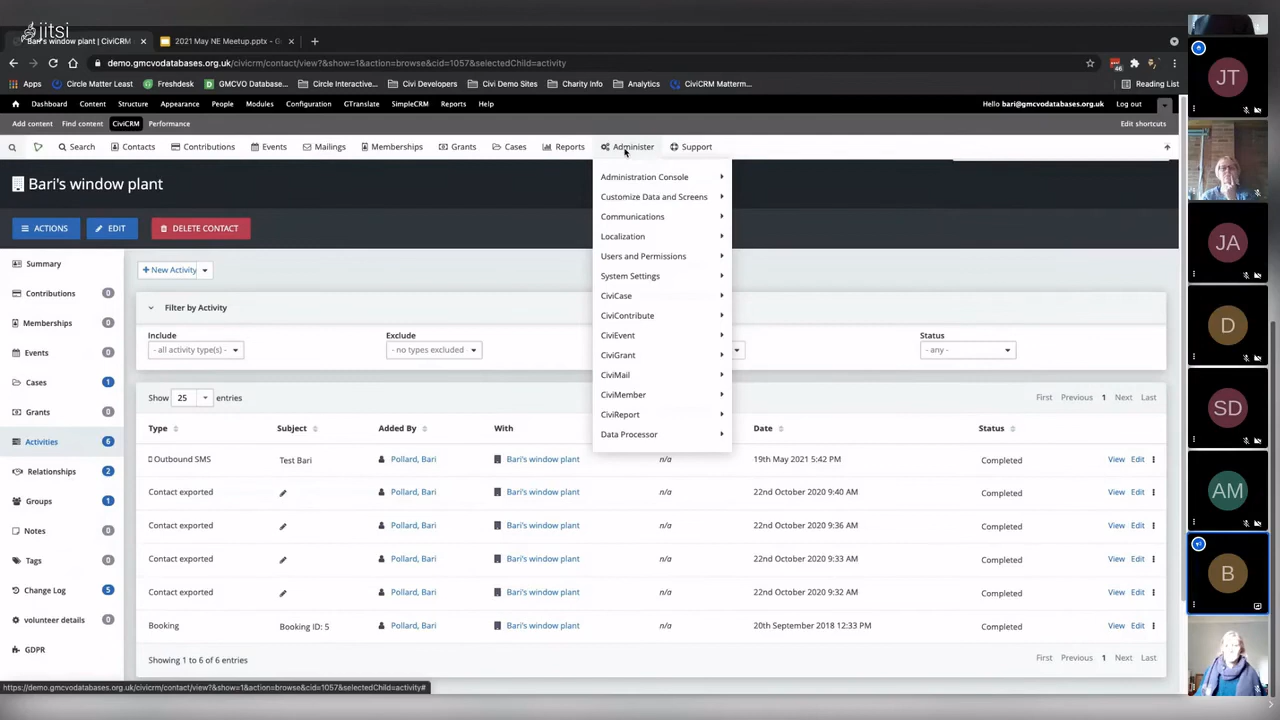 jitsi
Bari's window plant | CiviCRM
2021 May NE Meetup.pptx - G
demo.gmcvodatabases.org.uk/civicrm/contact/view?&show=1&action=browse&cid=1057&selectedChild=activity
46
Apps
Circle Matter List
Freshdesk
GMCVO Databas...
Circle Interactive...
Civi Developers
Civi Demo Sites
Charity Info
Analytics
CiviCRM Matterm...
Reading List
Dashboard Content Structure Appearance People Modules Configuration GTranslate SimpleCRM Reports Help
Hello bari@gmcvodatabases.org.uk Log out
Add content Find content CiviCRM Performance
Edit shortcuts
Search Contacts Contributions Events Mailings Memberships Grants Cases Reports Administer Support
Administration Console
Customize Data and Screens
Communications
Localization
Users and Permissions
System Settings
CiviCase
CiviContribute
CiviEvent
CiviGrant
CiviMail
CiviMember
CiviReport
Data Processor
Bari's window plant
ACTIONS EDIT DELETE CONTACT
Summary
Contributions 0
Memberships 0
Events 0
Cases 1
Grants 0
Activities 6
Relationships 2
Groups 1
Notes 0
Tags 0
Change Log 5
volunteer details 0
GDPR
New Activity
Filter by Activity
Include Exclude Status
- all activity type(s) - - no types excluded - - any -
Show 25 entries
First Previous 1 Next Last
Type Subject Added By With Date Status
Outbound SMS Test Bari Pollard, Bari Bari's window plant n/a 19th May 2021 5:42 PM Completed View Edit
Contact exported Pollard, Bari Bari's window plant n/a 22nd October 2020 9:40 AM Completed View Edit
Contact exported Pollard, Bari Bari's window plant n/a 22nd October 2020 9:36 AM Completed View Edit
Contact exported Pollard, Bari Bari's window plant n/a 22nd October 2020 9:33 AM Completed View Edit
Contact exported Pollard, Bari Bari's window plant n/a 22nd October 2020 9:32 AM Completed View Edit
Booking Booking ID: 5 Pollard, Bari Bari's window plant n/a 20th September 2018 12:33 PM Completed View Edit
Showing 1 to 6 of 6 entries
First Previous 1 Next Last
https://demo.gmcvodatabases.org.uk/civicrm/contact/view?&show=1&action=browse&cid=1057&selectedChild=activity#
JT
JA
D
SD
AM
B